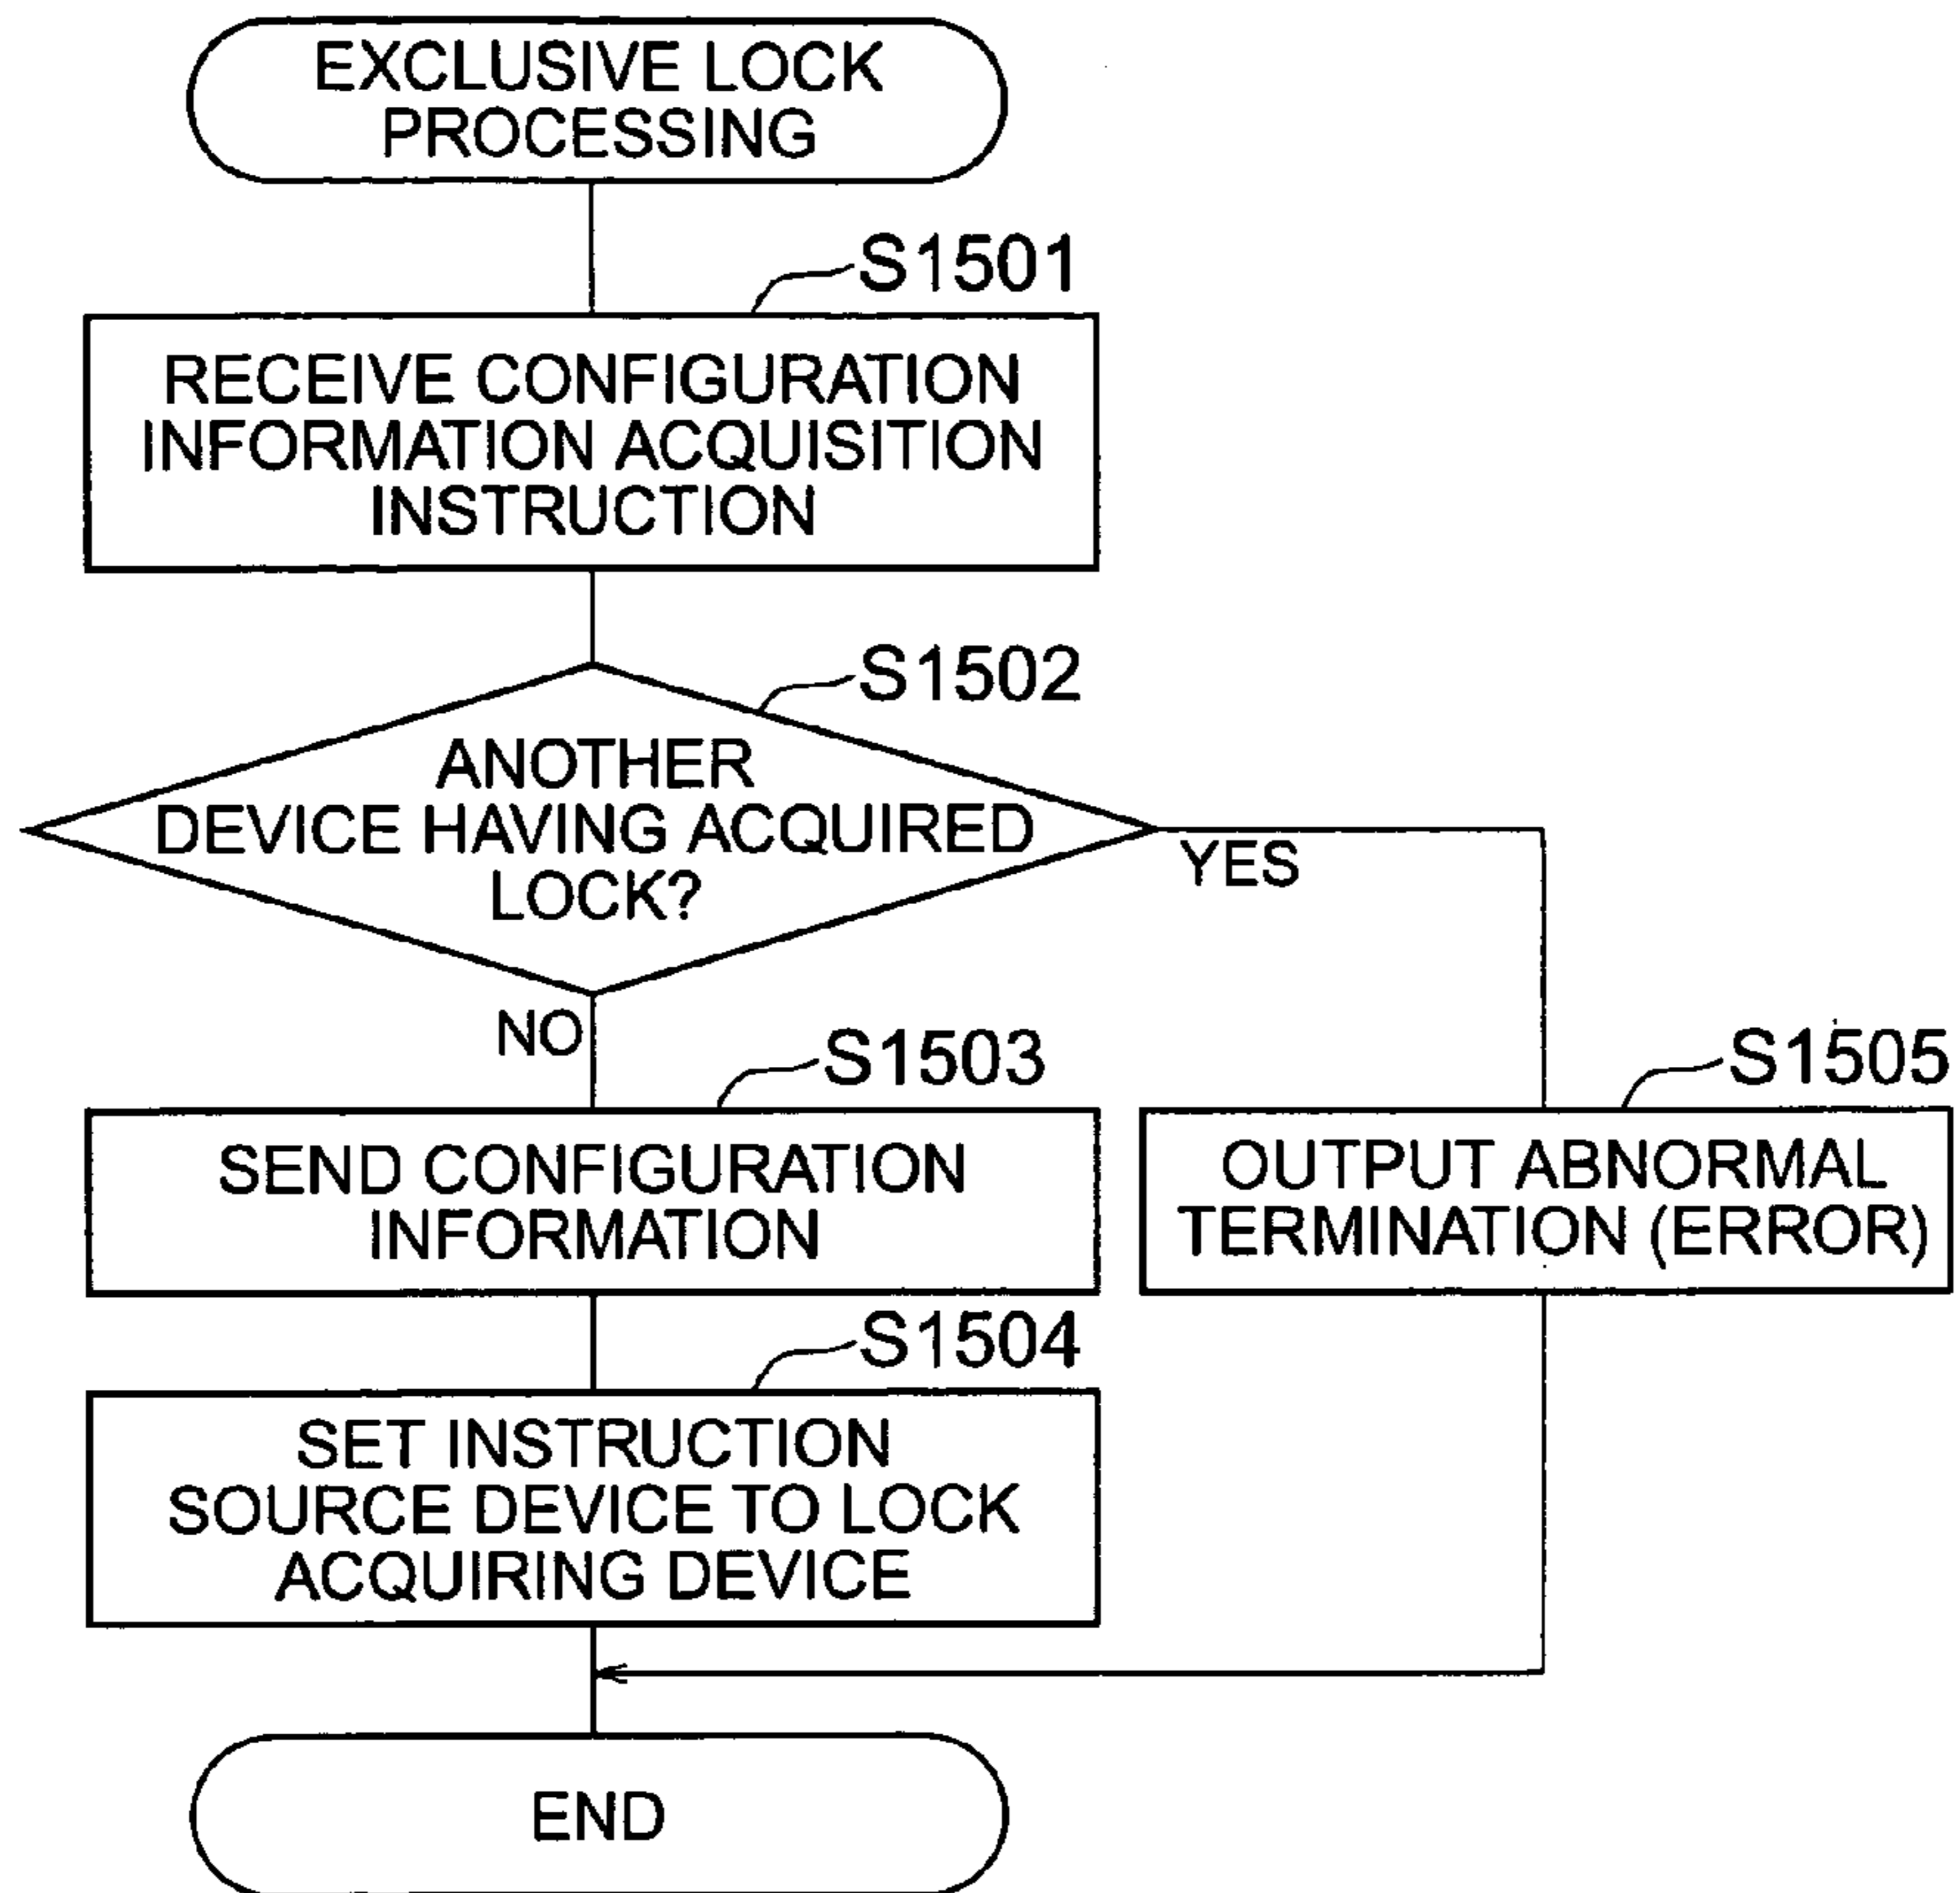 EXCLUSIVE LOCK
PROCESSING
S1501
RECEIVE CONFIGURATION
INFORMATION ACQUISITION
INSTRUCTION
S1502
ANOTHER
DEVICE HAVING ACQUIRED
LOCK?
YES
NO
S1503
SEND CONFIGURATION
INFORMATION
S1505
OUTPUT ABNORMAL
TERMINATION (ERROR)
S1504
SET INSTRUCTION
SOURCE DEVICE TO LOCK
ACQUIRING DEVICE
END